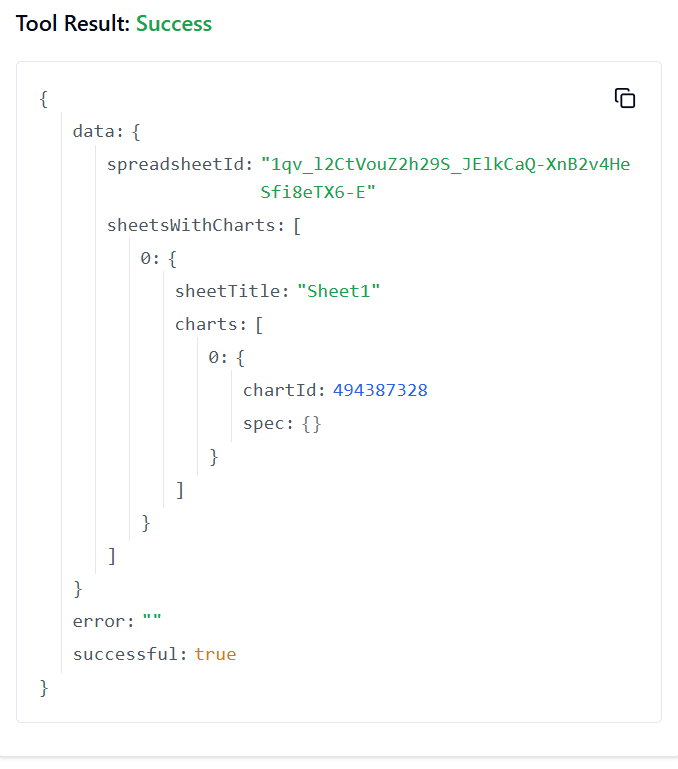 Tool Result: Success
{
data: {
spreadsheetId: "1qv_l2CtVouZ2h29S_JElkCaQ-XnB2v4He
Sfi8eTX6-E"
sheetsWithCharts: [
0: {
sheetTitle: "Sheet1"
charts: [
0: {
chartId: 494387328
spec: {}
}
]
}
]
}
error: ""
successful: true
}